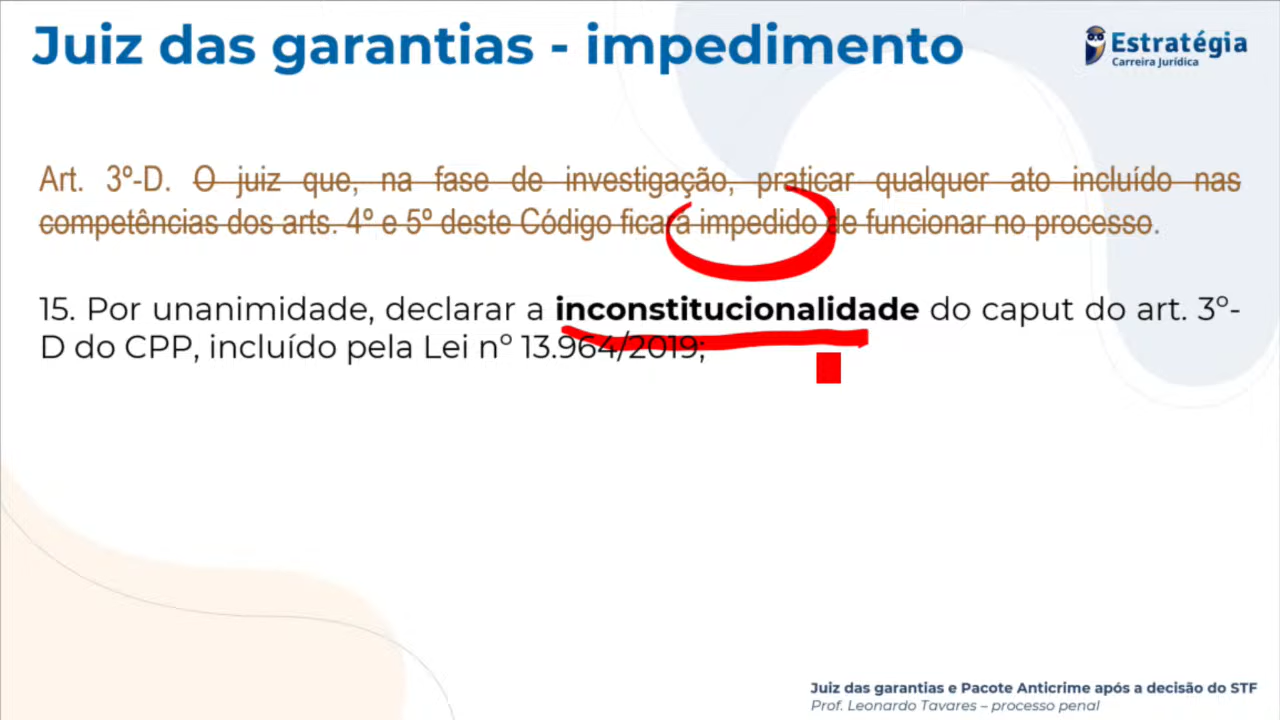 Juiz das garantias - impedimento
Estratégia
Carreira Jurídica
Art. 3º-D. O juiz que, na fase de investigação, praticar qualquer ato incluído nas
competências dos arts. 4º e 5º deste Código ficará impedido de funcionar no processo.
15. Por unanimidade, declarar a inconstitucionalidade do caput do art. 3º-
D do CPP, incluído pela Lei nº 13.964/2019;
Juiz das garantias e Pacote Anticrime após a decisão do STF
Prof. Leonardo Tavares – processo penal